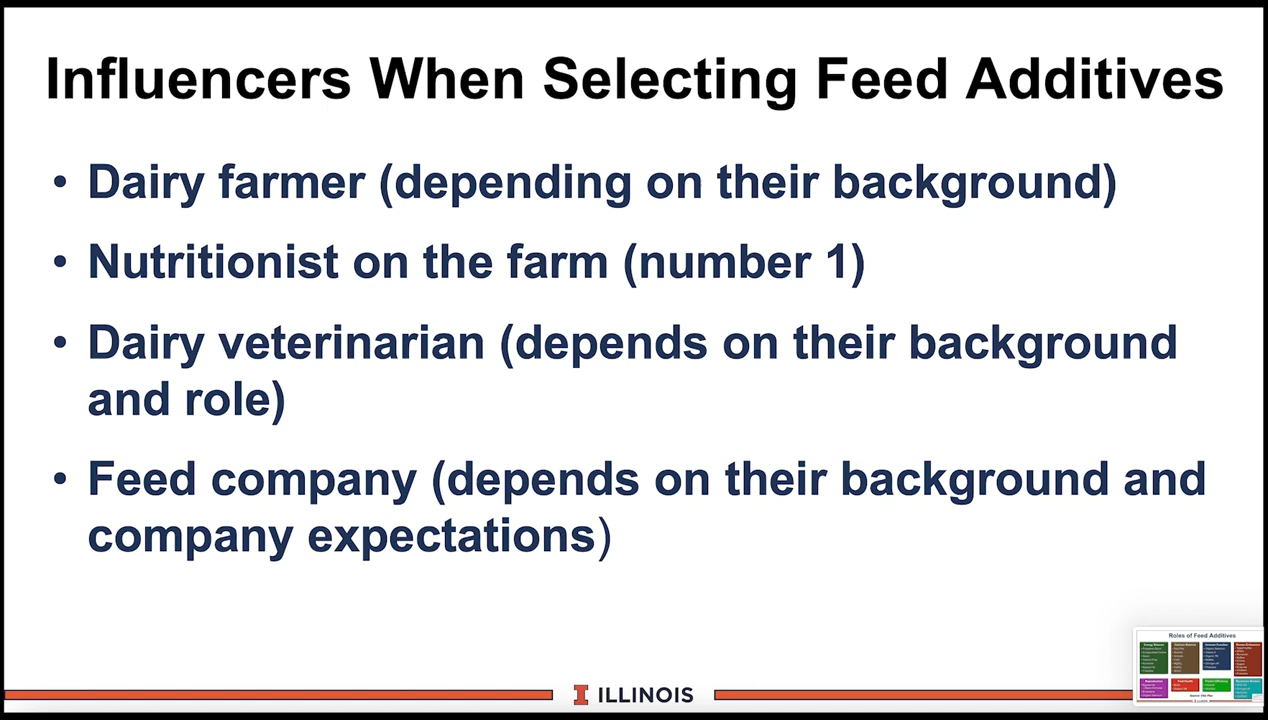 Influencers When Selecting Feed Additives
• Dairy farmer (depending on their background)
• Nutritionist on the farm (number 1)
• Dairy veterinarian (depends on their background
and role)
• Feed company (depends on their background and
company expectations)
Roles of Feed Additives
I ILLINOIS